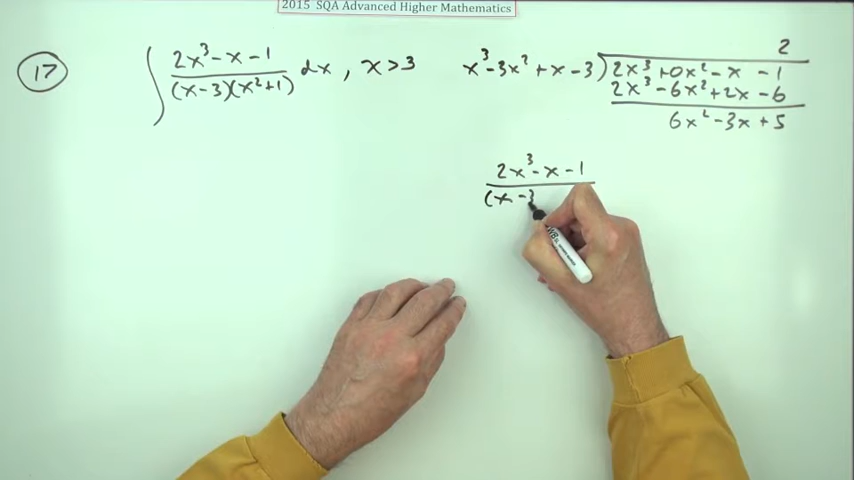 2015 SQA Advanced Higher Mathematics
17
∫ (2x³ - x - 1) / ((x-3)(x²+1)) dx , x > 3
2
x³ - 3x² + x - 3 ) 2x³ + 0x² - x - 1
2x³ - 6x² + 2x - 6
6x² - 3x + 5
2x³ - x - 1
(x - 3